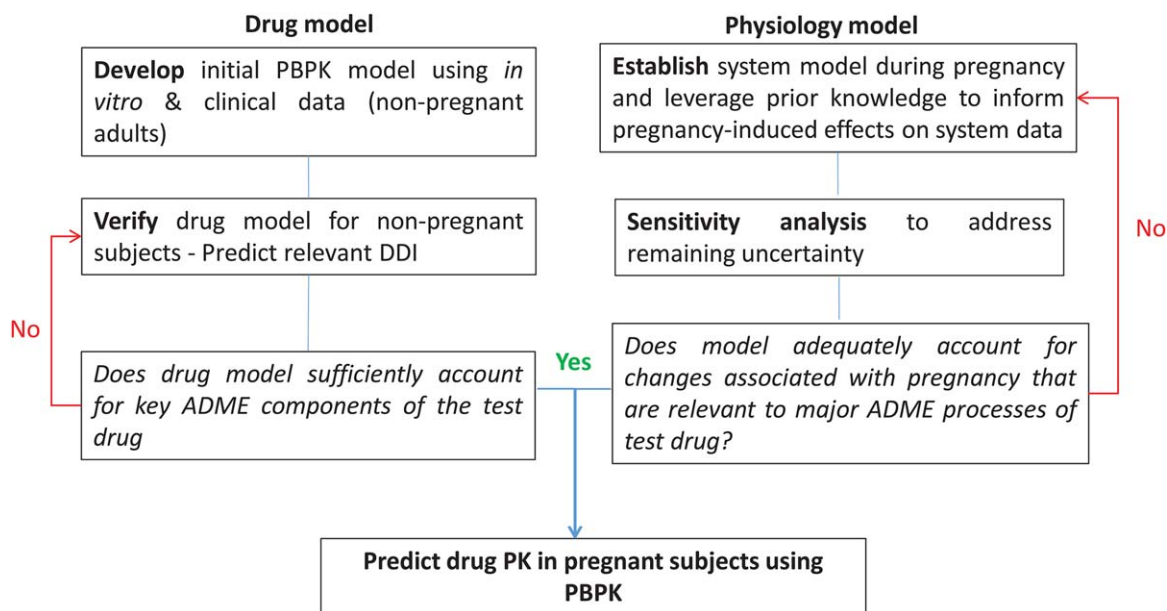 Drug model
Develop initial PBPK model using in
vitro & clinical data (non-pregnant
adults)
Verify drug model for non-pregnant
subjects - Predict relevant DDI
No
Does drug model sufficiently account
for key ADME components of the test
drug
Physiology model
Establish system model during pregnancy
and leverage prior knowledge to inform
pregnancy-induced effects on system data
Sensitivity analysis to address
remaining uncertainty
No
Does model adequately account for
changes associated with pregnancy that
are relevant to major ADME processes of
test drug?
Yes
Predict drug PK in pregnant subjects using
PBPK